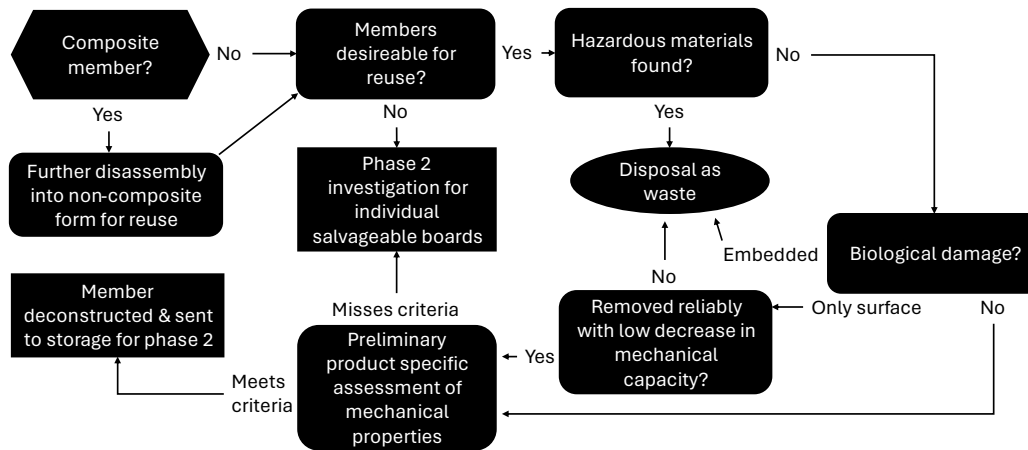 Composite
member?
No
Members
desireable for
reuse?
Yes
Hazardous materials
found?
No
Yes
No
Yes
Further disassembly
into non-composite
form for reuse
Phase 2
investigation for
individual
salvageable boards
Disposal as
waste
Embedded
Biological damage?
No
Member
deconstructed & sent
to storage for phase 2
Misses criteria
Removed reliably
with low decrease in
mechanical
capacity?
Only surface
No
Preliminary
product specific
assessment of
mechanical
properties
Yes
Meets
criteria